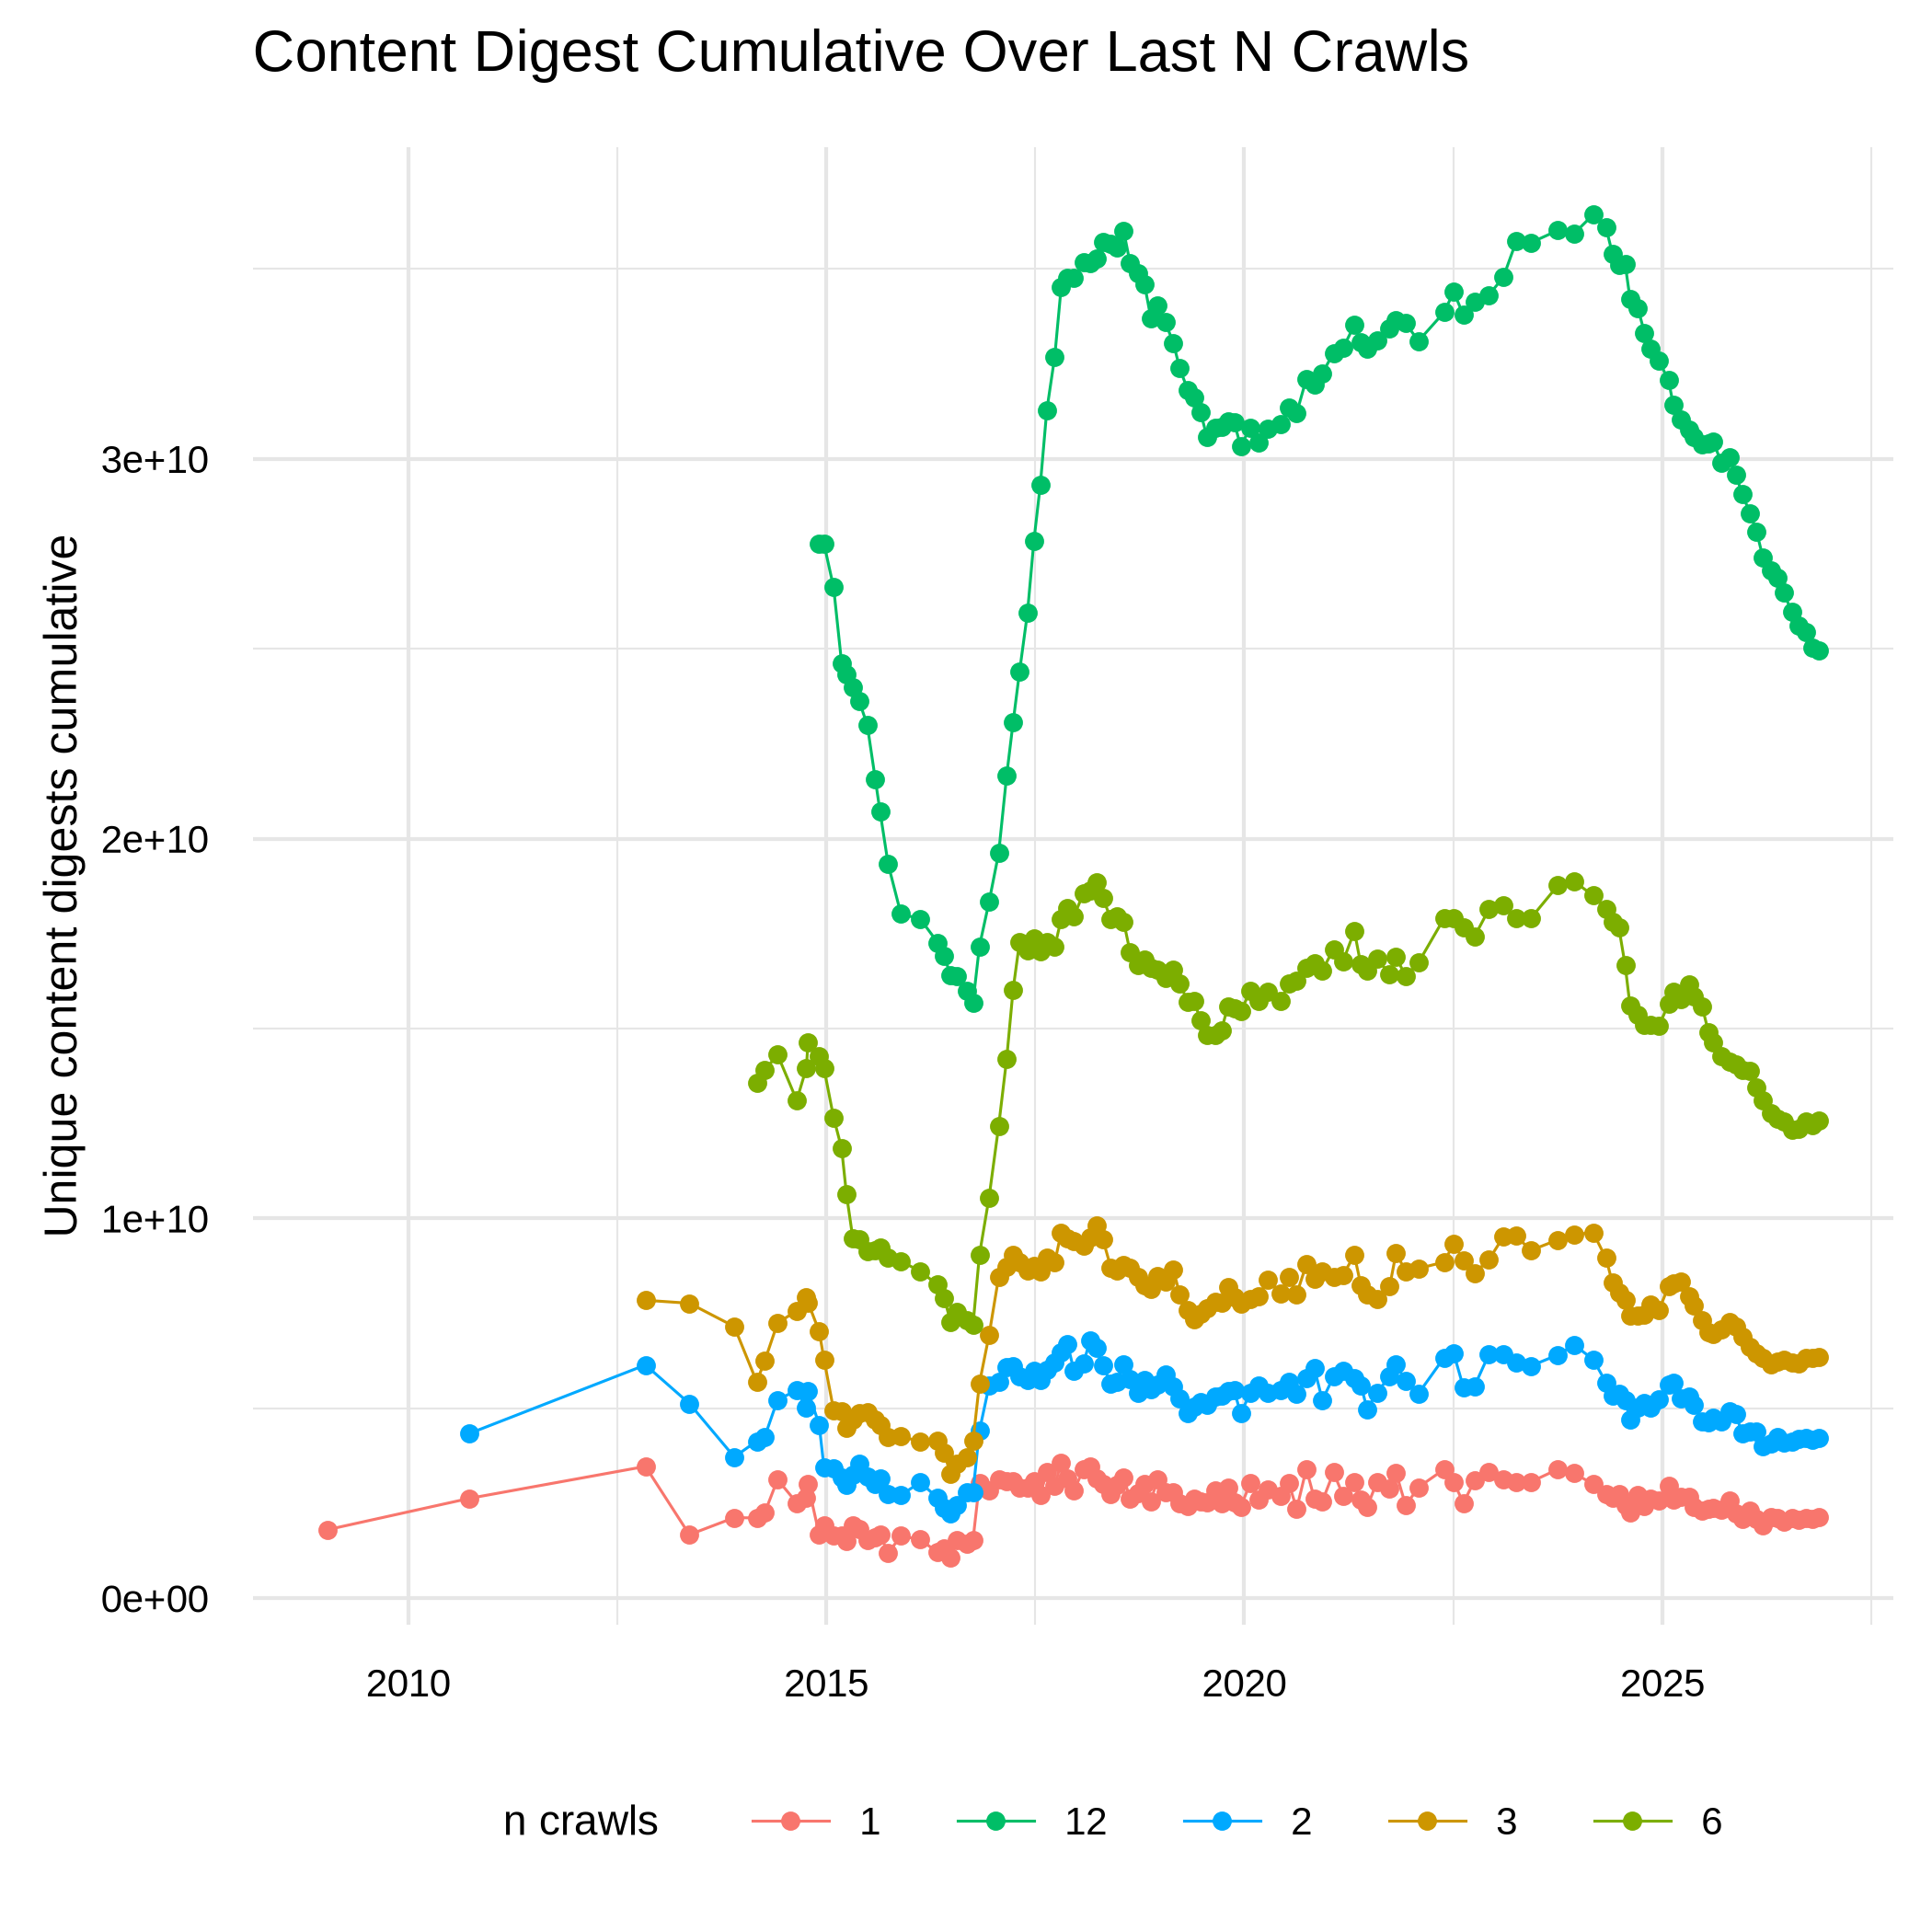 Content Digest Cumulative Over Last N Crawls
Unique content digests cumulative
3e+10
2e+10
1e+10
0e+00
2010 2015 2020 2025
n crawls 1 12 2 3 6